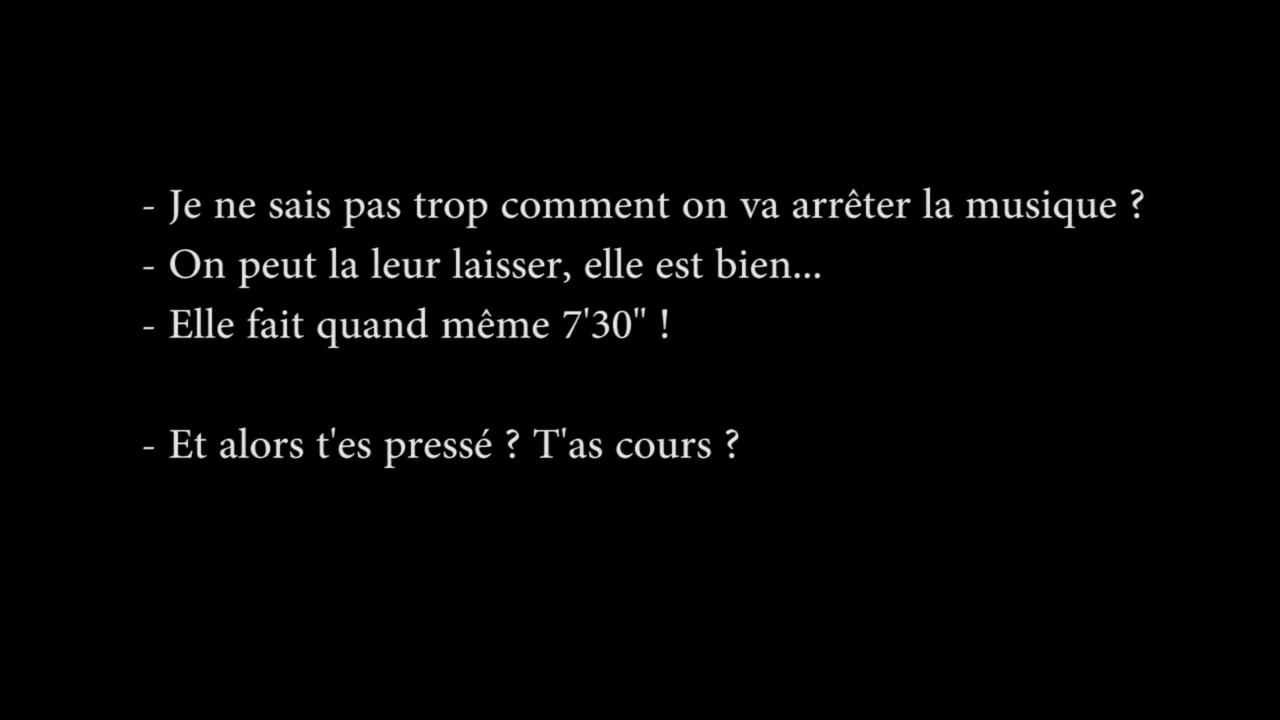 - Je ne sais pas trop comment on va arrêter la musique ?
- On peut la leur laisser, elle est bien...
- Elle fait quand même 7'30" !
- Et alors t'es pressé ? T'as cours ?